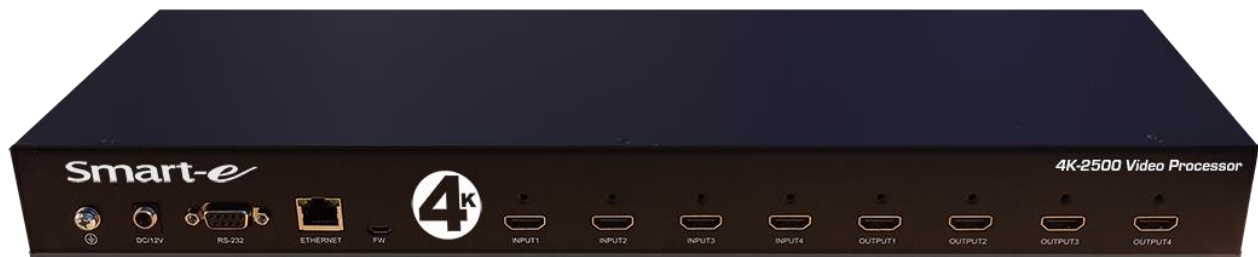 Smart-e
4K-2500 Video Processor
4K
DC/12V
RS-232
ETHERNET
FW
INPUT1
INPUT2
INPUT3
INPUT4
OUTPUT1
OUTPUT2
OUTPUT3
OUTPUT4